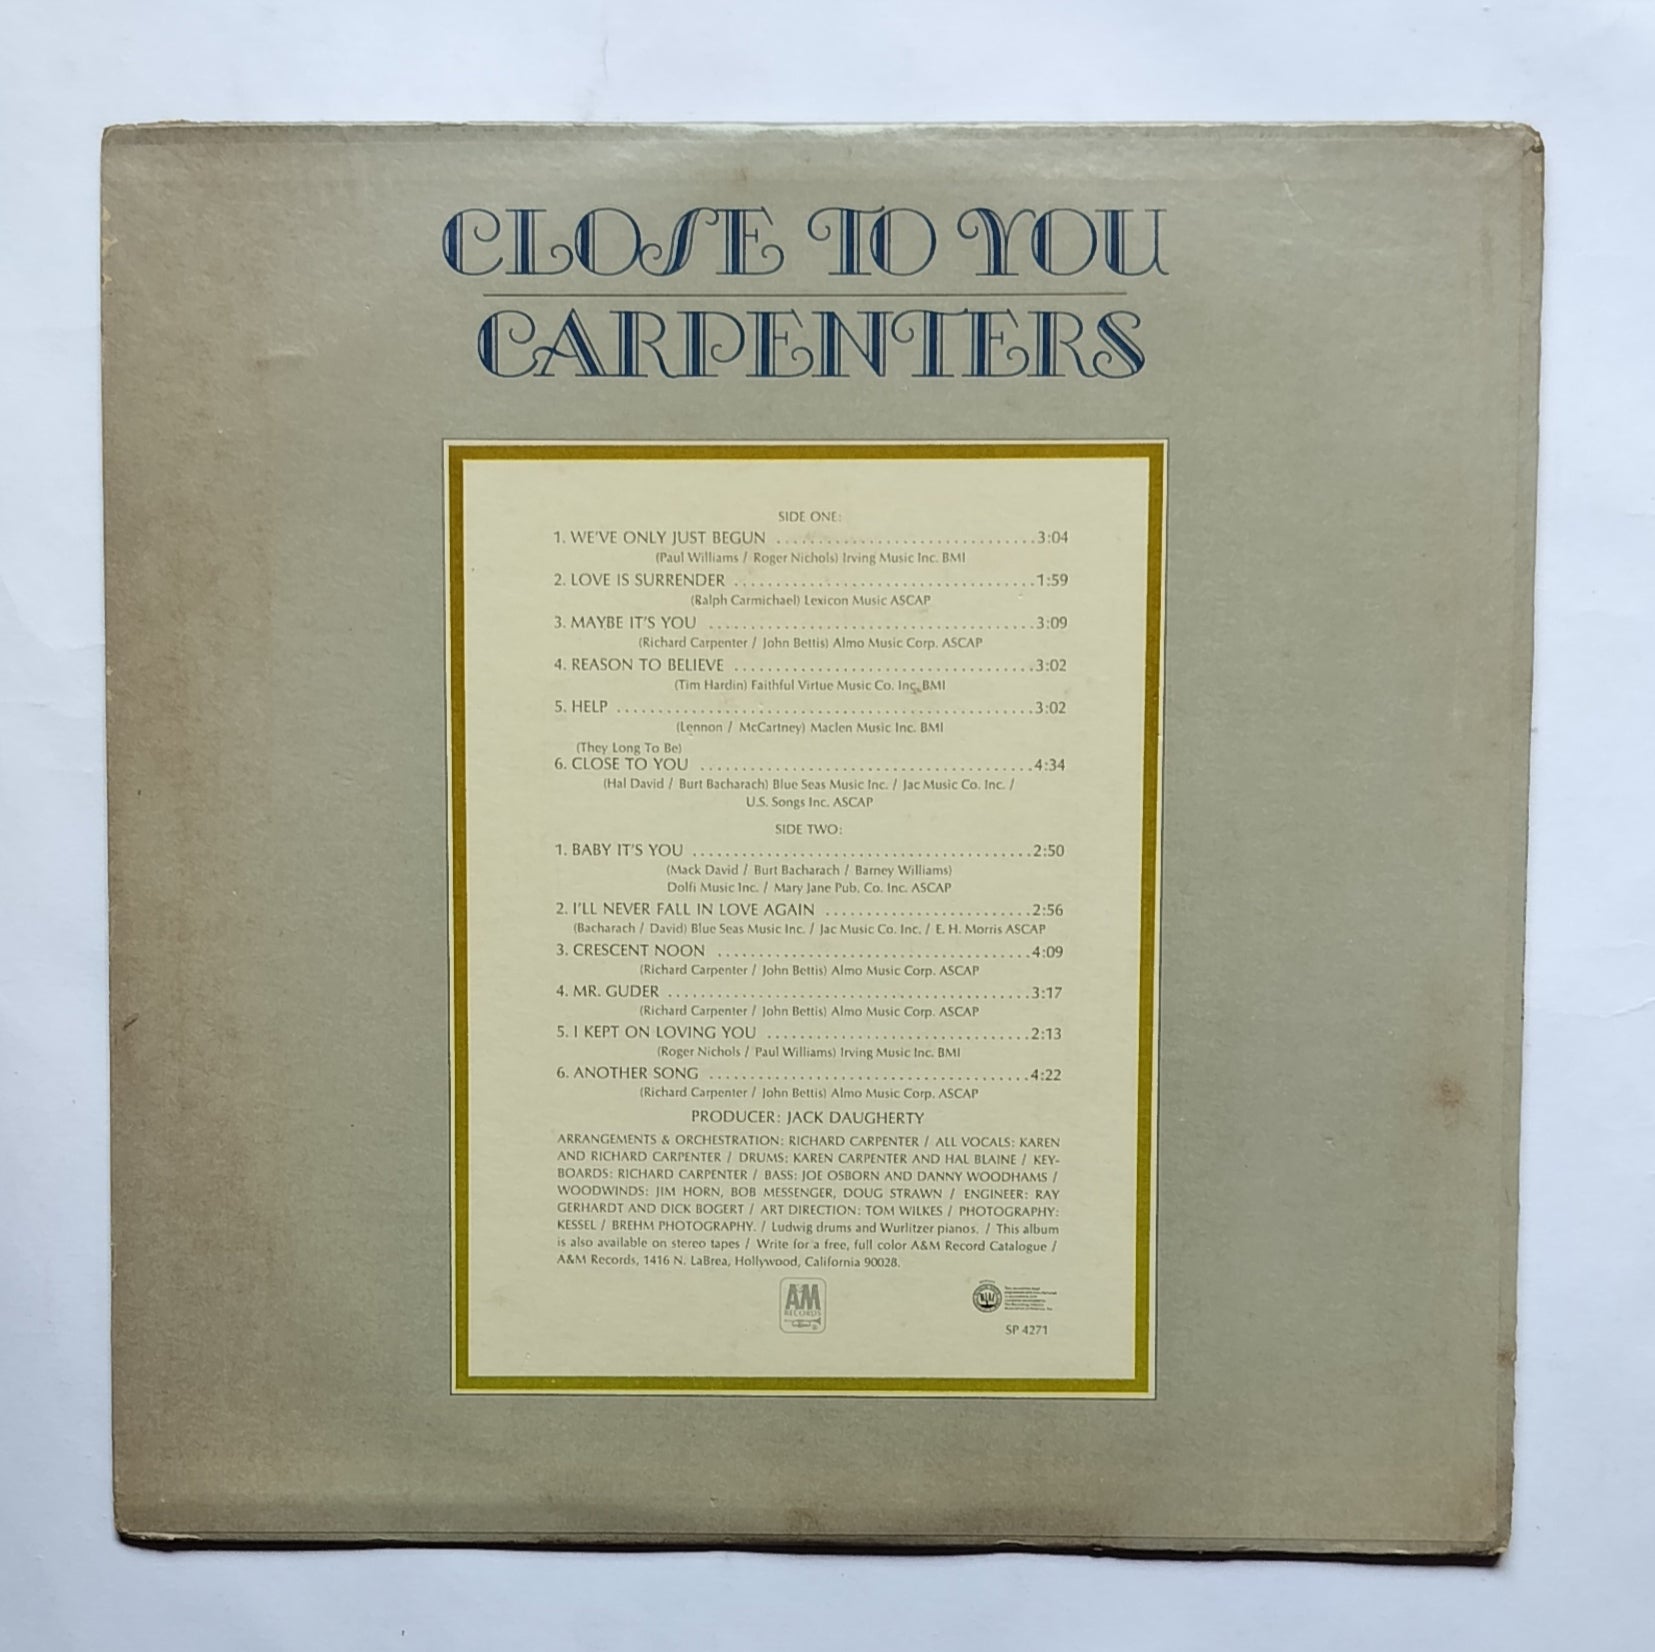 CLOSE TO YOU
CARPENTERS
SIDE ONE:
1. WE'VE ONLY JUST BEGUN ...............................3:04
(Paul Williams / Roger Nichols) Irving Music Inc. BMI
2. LOVE IS SURRENDER ....................................1:59
(Ralph Carmichael) Lexicon Music ASCAP
3. MAYBE IT'S YOU .......................................3:09
(Richard Carpenter / John Bettis) Almo Music Corp. ASCAP
4. REASON TO BELIEVE ....................................3:02
(Tim Hardin) Faithful Virtue Music Co. Inc. BMI
5. HELP ..................................................3:02
(Lennon / McCartney) Maclen Music Inc. BMI
(They Long To Be)
6. CLOSE TO YOU ........................................4:34
(Hal David / Burt Bacharach) Blue Seas Music Inc. / Jac Music Co. Inc. /
U.S. Songs Inc. ASCAP
SIDE TWO:
1. BABY IT'S YOU .........................................2:50
(Mack David / Burt Bacharach / Barney Williams)
Dolfi Music Inc. / Mary Jane Pub. Co. Inc. ASCAP
2. I'LL NEVER FALL IN LOVE AGAIN .........................2:56
(Bacharach / David) Blue Seas Music Inc. / Jac Music Co. Inc. / E. H. Morris ASCAP
3. CRESCENT NOON ......................................4:09
(Richard Carpenter / John Bettis) Almo Music Corp. ASCAP
4. MR. GUDER ............................................3:17
(Richard Carpenter / John Bettis) Almo Music Corp. ASCAP
5. I KEPT ON LOVING YOU ................................2:13
(Roger Nichols / Paul Williams) Irving Music Inc. BMI
6. ANOTHER SONG .......................................4:22
(Richard Carpenter / John Bettis) Almo Music Corp. ASCAP
PRODUCER: JACK DAUGHERTY
ARRANGEMENTS & ORCHESTRATION: RICHARD CARPENTER / ALL VOCALS: KAREN
AND RICHARD CARPENTER / DRUMS: KAREN CARPENTER AND HAL BLAINE / KEY-
BOARDS: RICHARD CARPENTER / BASS: JOE OSBORN AND DANNY WOODHAMS /
WOODWINDS: JIM HORN, BOB MESSENGER, DOUG STRAWN / ENGINEER: RAY
GERHARDT AND DICK BOGERT / ART DIRECTION: TOM WILKES / PHOTOGRAPHY:
KESSEL / BREHM PHOTOGRAPHY. / Ludwig drums and Wurlitzer pianos. / This album
is also available on stereo tapes / Write for a free, full color A&M Record Catalogue /
A&M Records, 1416 N. LaBrea, Hollywood, California 90028.
AM
RECORDS
SP 4271